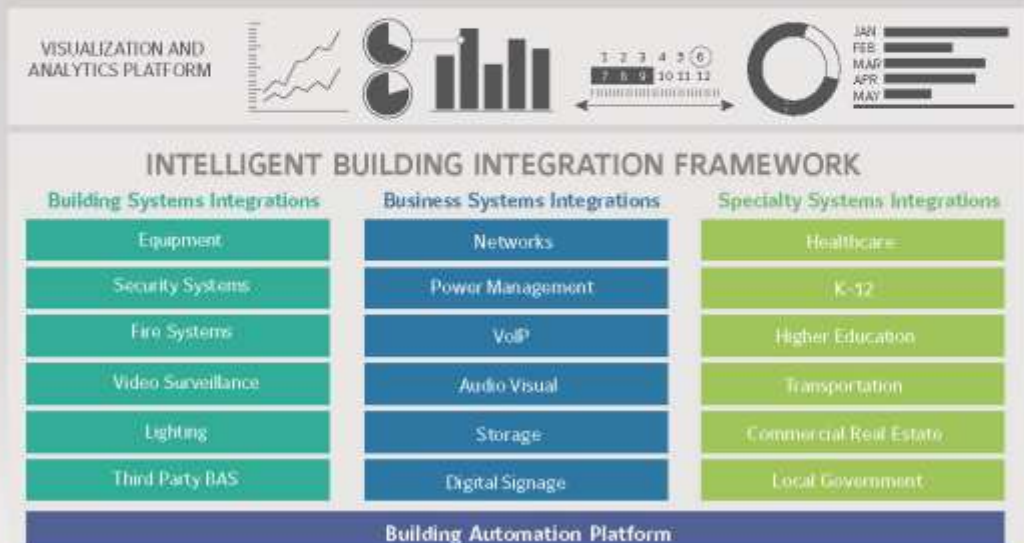 VISUALIZATION AND
ANALYTICS PLATFORM
1 2 3 4 5 6
7 8 9 10 11 12
JAN
FEB
MAR
APR
MAY
INTELLIGENT BUILDING INTEGRATION FRAMEWORK
Building Systems Integrations
Equipment
Security Systems
Fire Systems
Video Surveillance
Lighting
Third Party BAS
Business Systems Integrations
Networks
Power Management
VoIP
Audio Visual
Storage
Digital Signage
Specialty Systems Integrations
Healthcare
K-12
Higher Education
Transportation
Commercial Real Estate
Local Government
Building Automation Platform